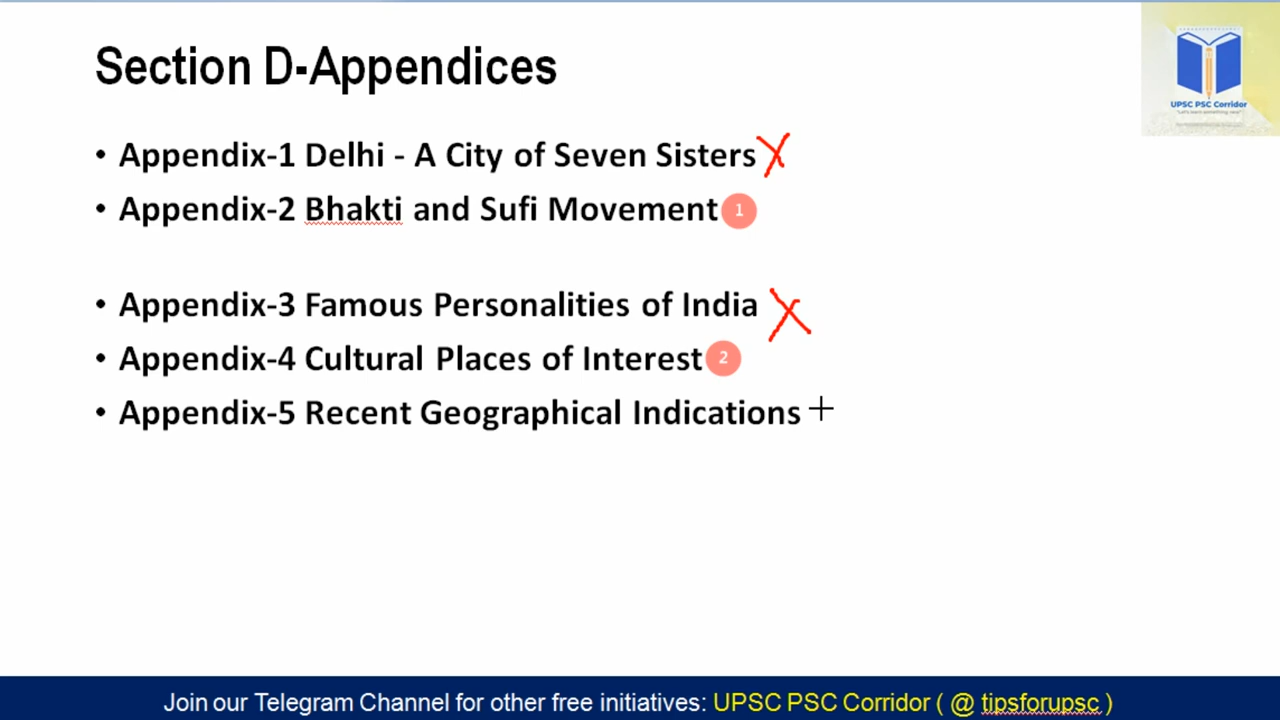 Section D-Appendices
UPSC PSC Corridor
• Appendix-1 Delhi - A City of Seven Sisters
• Appendix-2 Bhakti and Sufi Movement 1
• Appendix-3 Famous Personalities of India
• Appendix-4 Cultural Places of Interest 2
• Appendix-5 Recent Geographical Indications
Join our Telegram Channel for other free initiatives: UPSC PSC Corridor ( @ tipsforupsc )